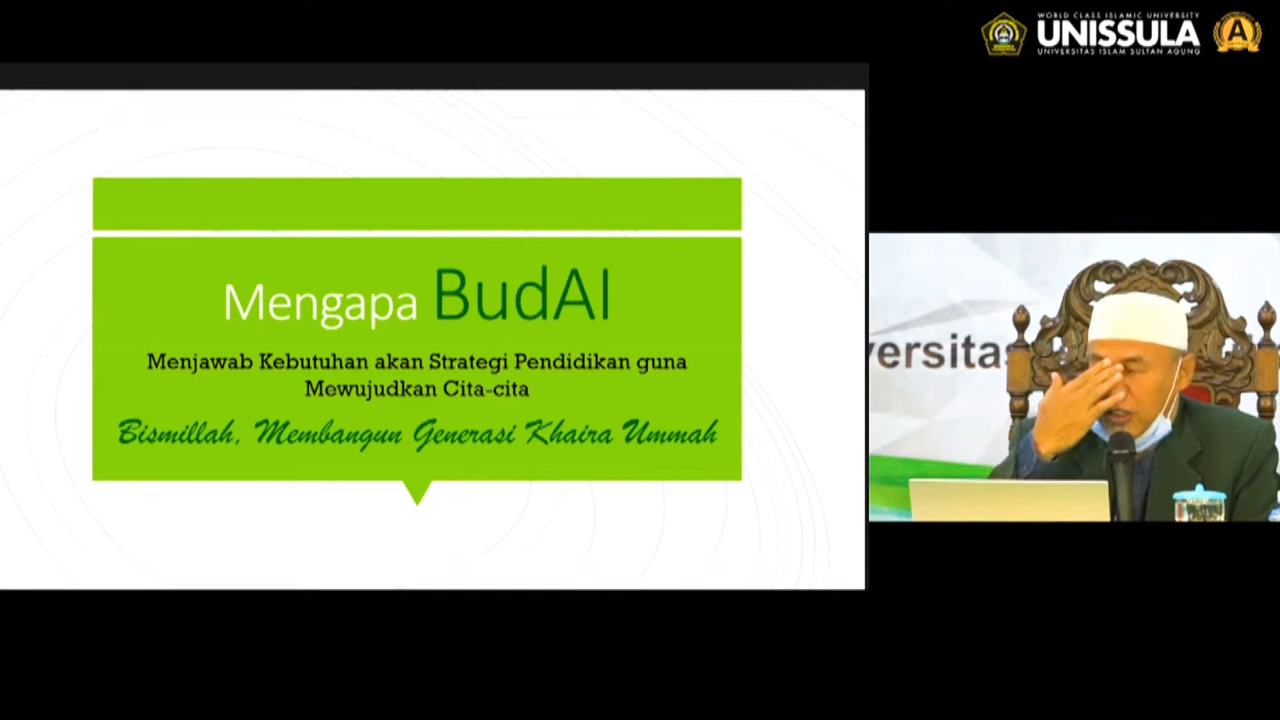 WORLD CLASS ISLAMIC UNIVERSITY
UNISSULA
UNIVERSITAS ISLAM SULTAN AGUNG
A
Mengapa BudAI
Menjawab Kebutuhan akan Strategi Pendidikan guna
Mewujudkan Cita-cita
Bismillah, Membangun Generasi Khaira Ummah
versitas